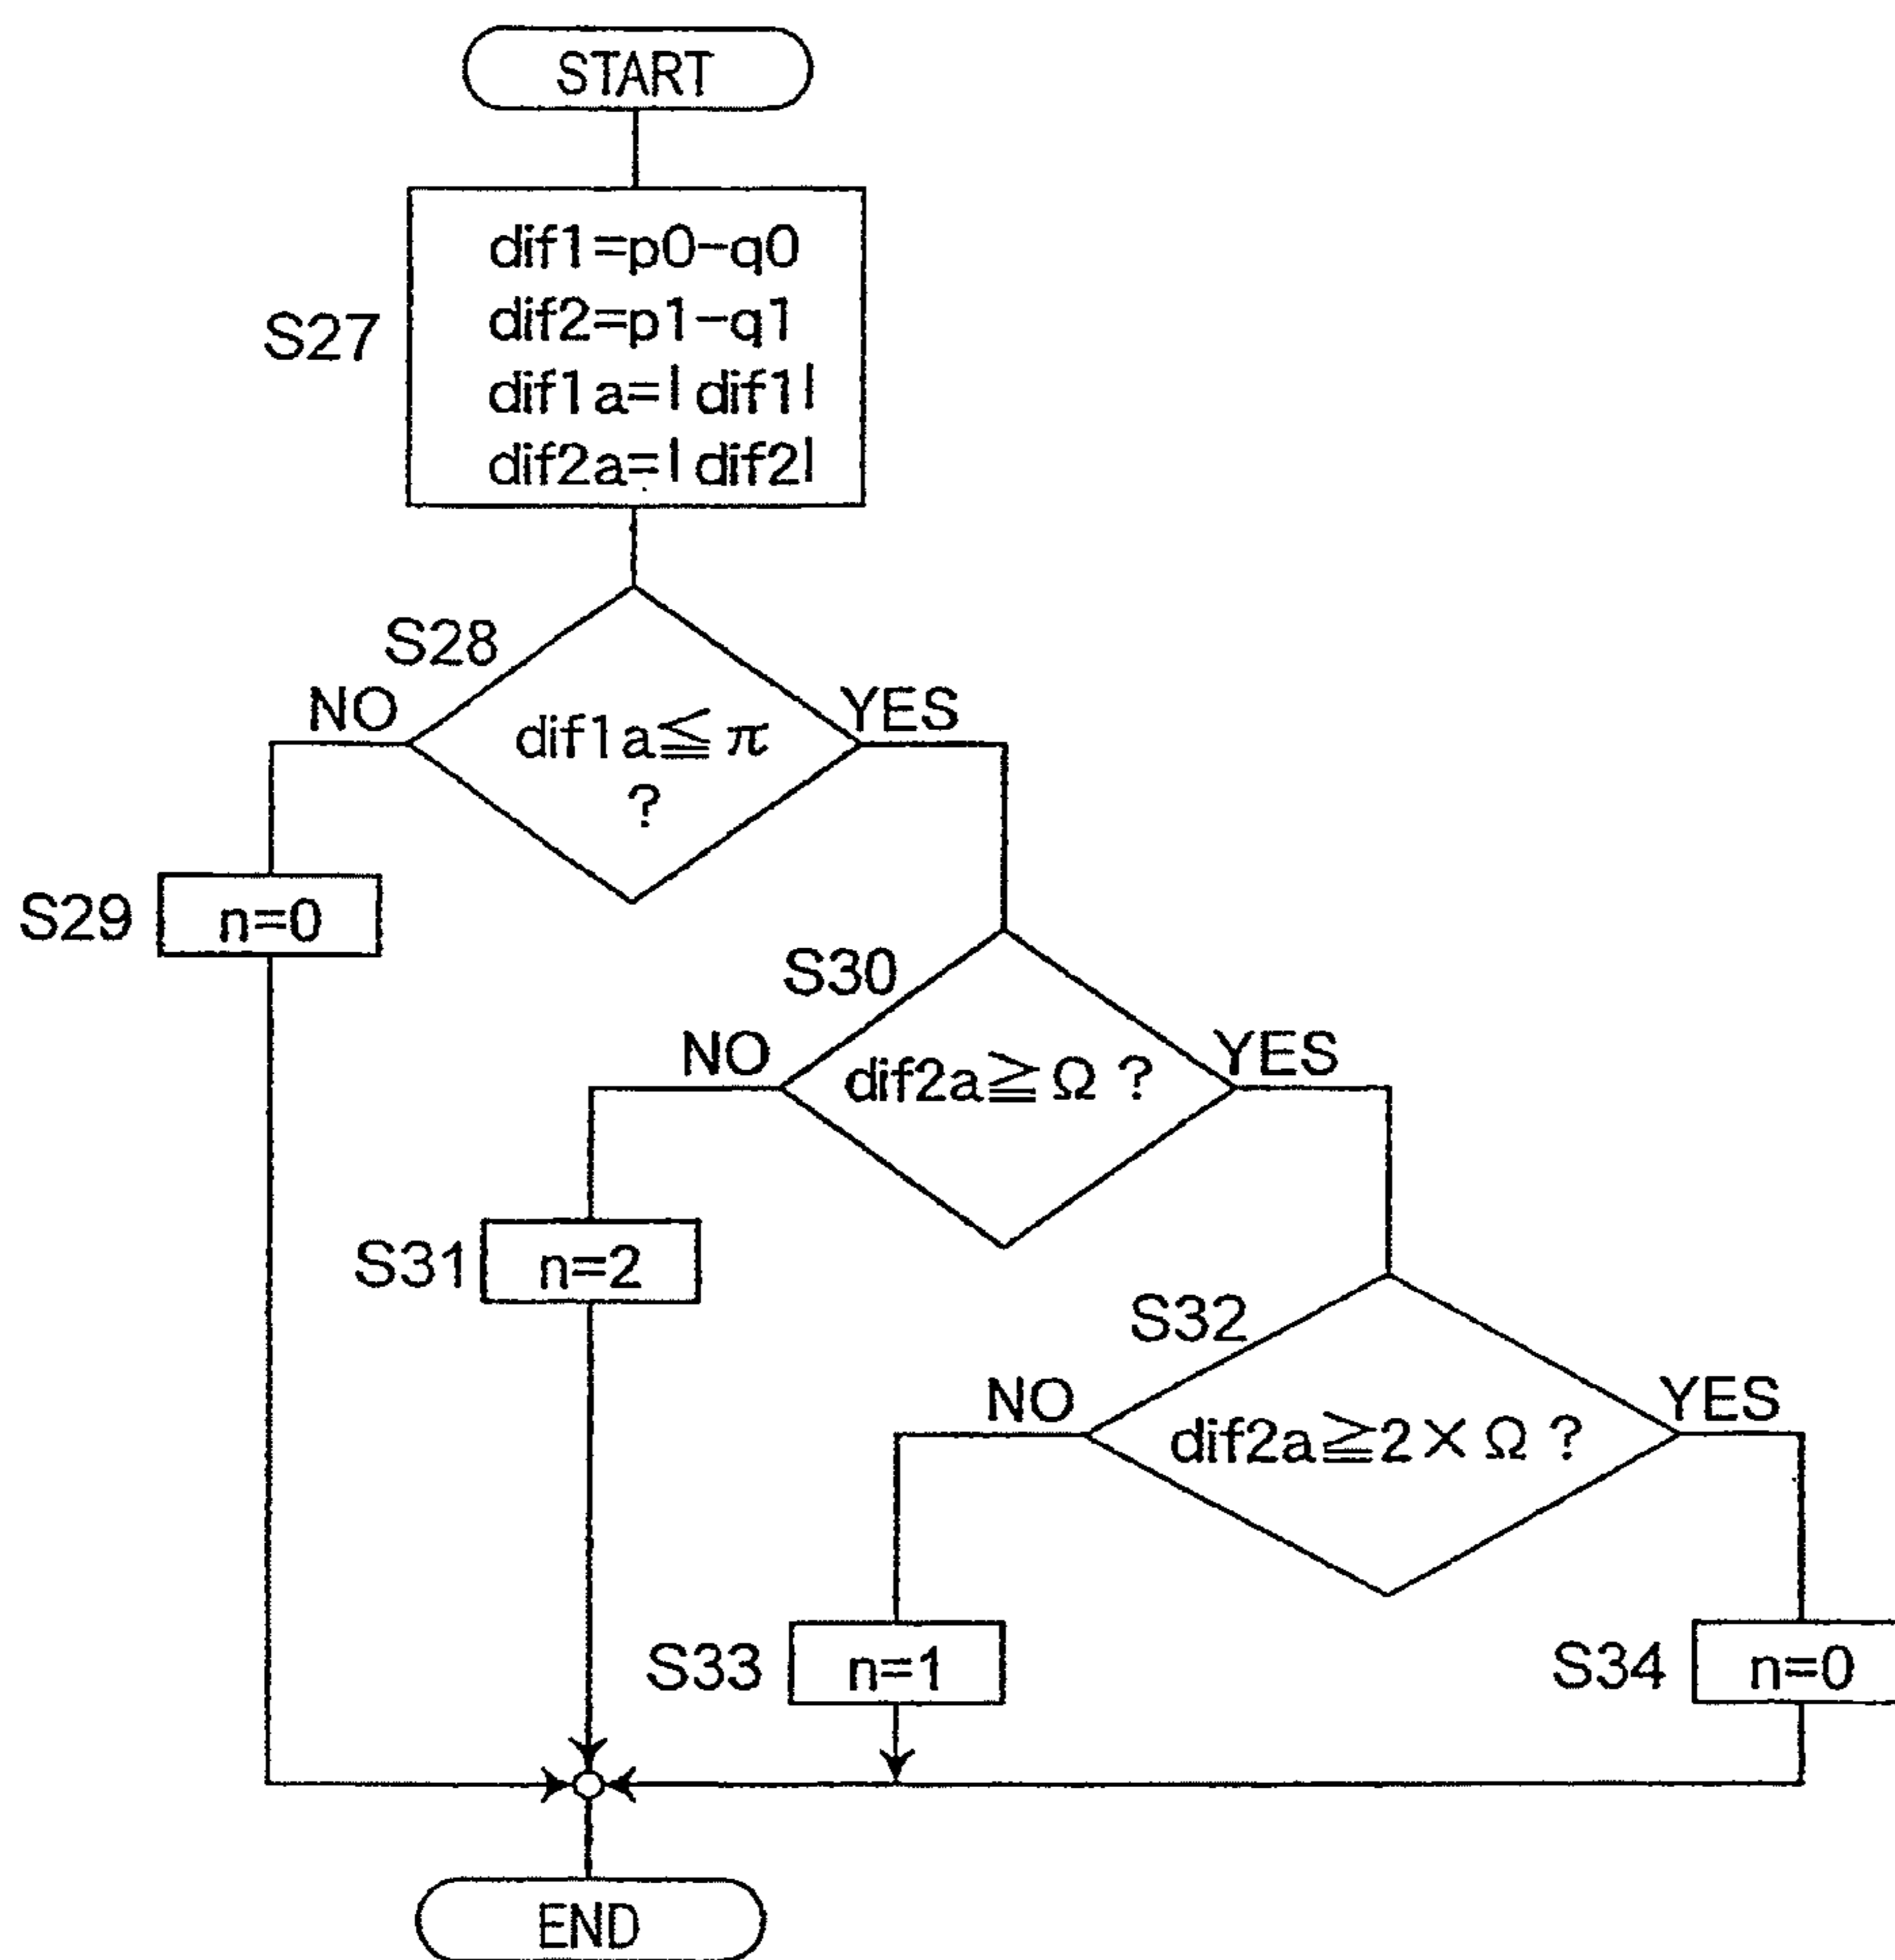 START
S27
dif1=p0-q0
dif2=p1-q1
dif1a=|dif1|
dif2a=|dif2|
S28
NO
YES
dif1a≦π
?
S29
n=0
S30
NO
YES
dif2a≧Ω?
S31
n=2
S32
NO
YES
dif2a≧2×Ω?
S33
n=1
S34
n=0
END